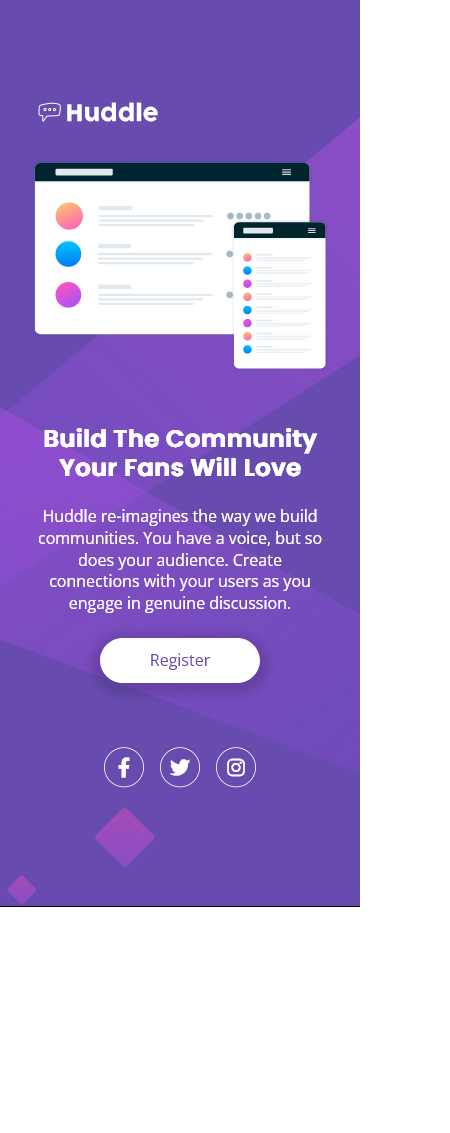 Huddle
Build The Community
Your Fans Will Love
Huddle re-imagines the way we build
communities. You have a voice, but so
does your audience. Create
connections with your users as you
engage in genuine discussion.
Register